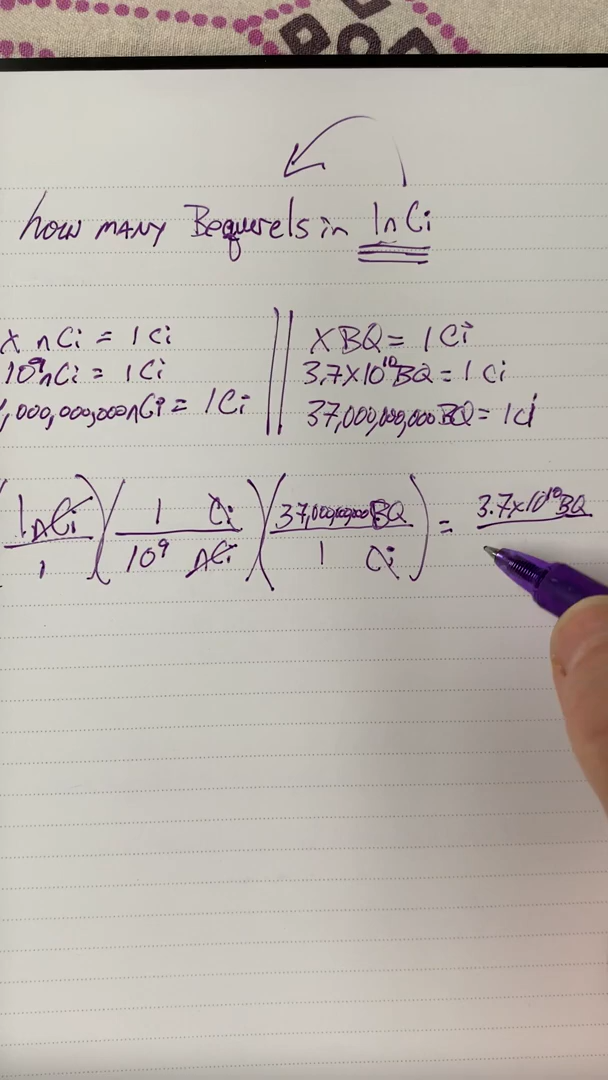 how MANY Bequerels in 1nCi
X nCi = 1Ci
10⁹nCi = 1Ci
,000,000,000nCi = 1Ci
X BQ = 1Ci
3.7X10¹⁰BQ = 1Ci
37,000,000,000BQ = 1Ci
(1nCi/1)(1 Ci/10⁹ nCi)(37,000,000,000BQ/1 Ci) = 3.7x10¹⁰BQ